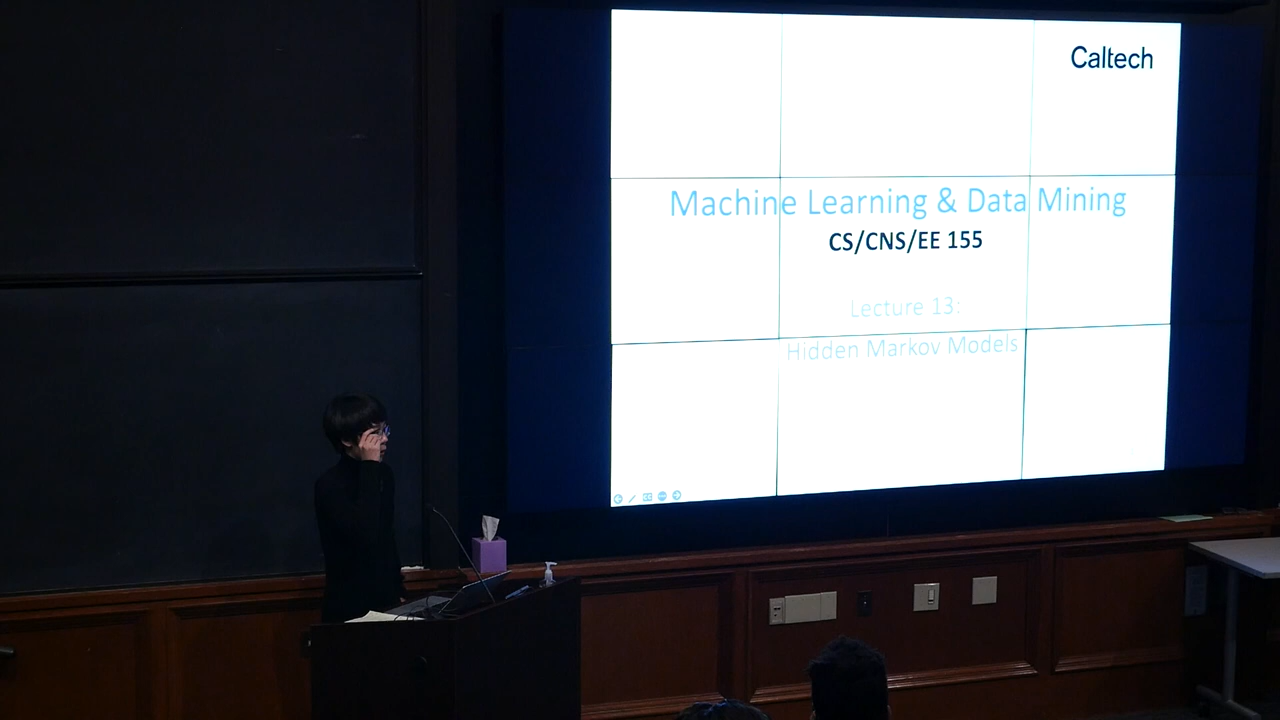 Caltech
Machine Learning & Data Mining
CS/CNS/EE 155
Lecture 13:
Hidden Markov Models